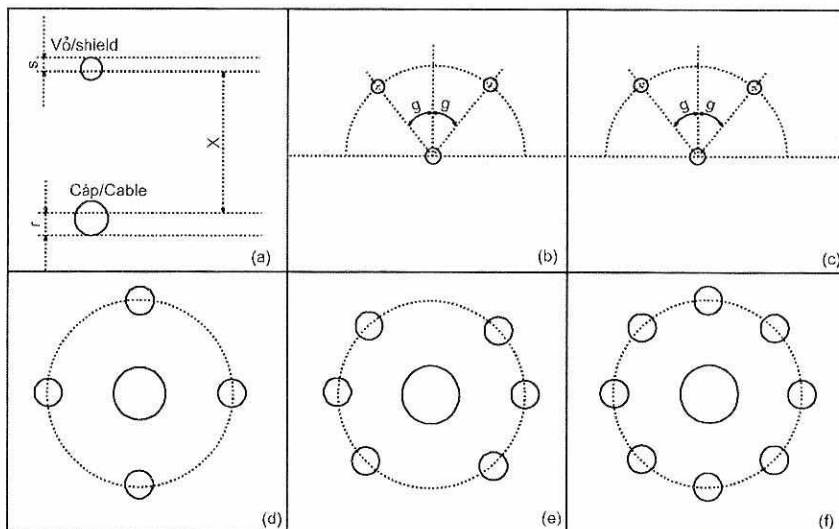 Vỏ/shield
s
X
Cáp/Cable
r
(a)
g g
(b)
g g
(c)
(d)
(e)
(f)